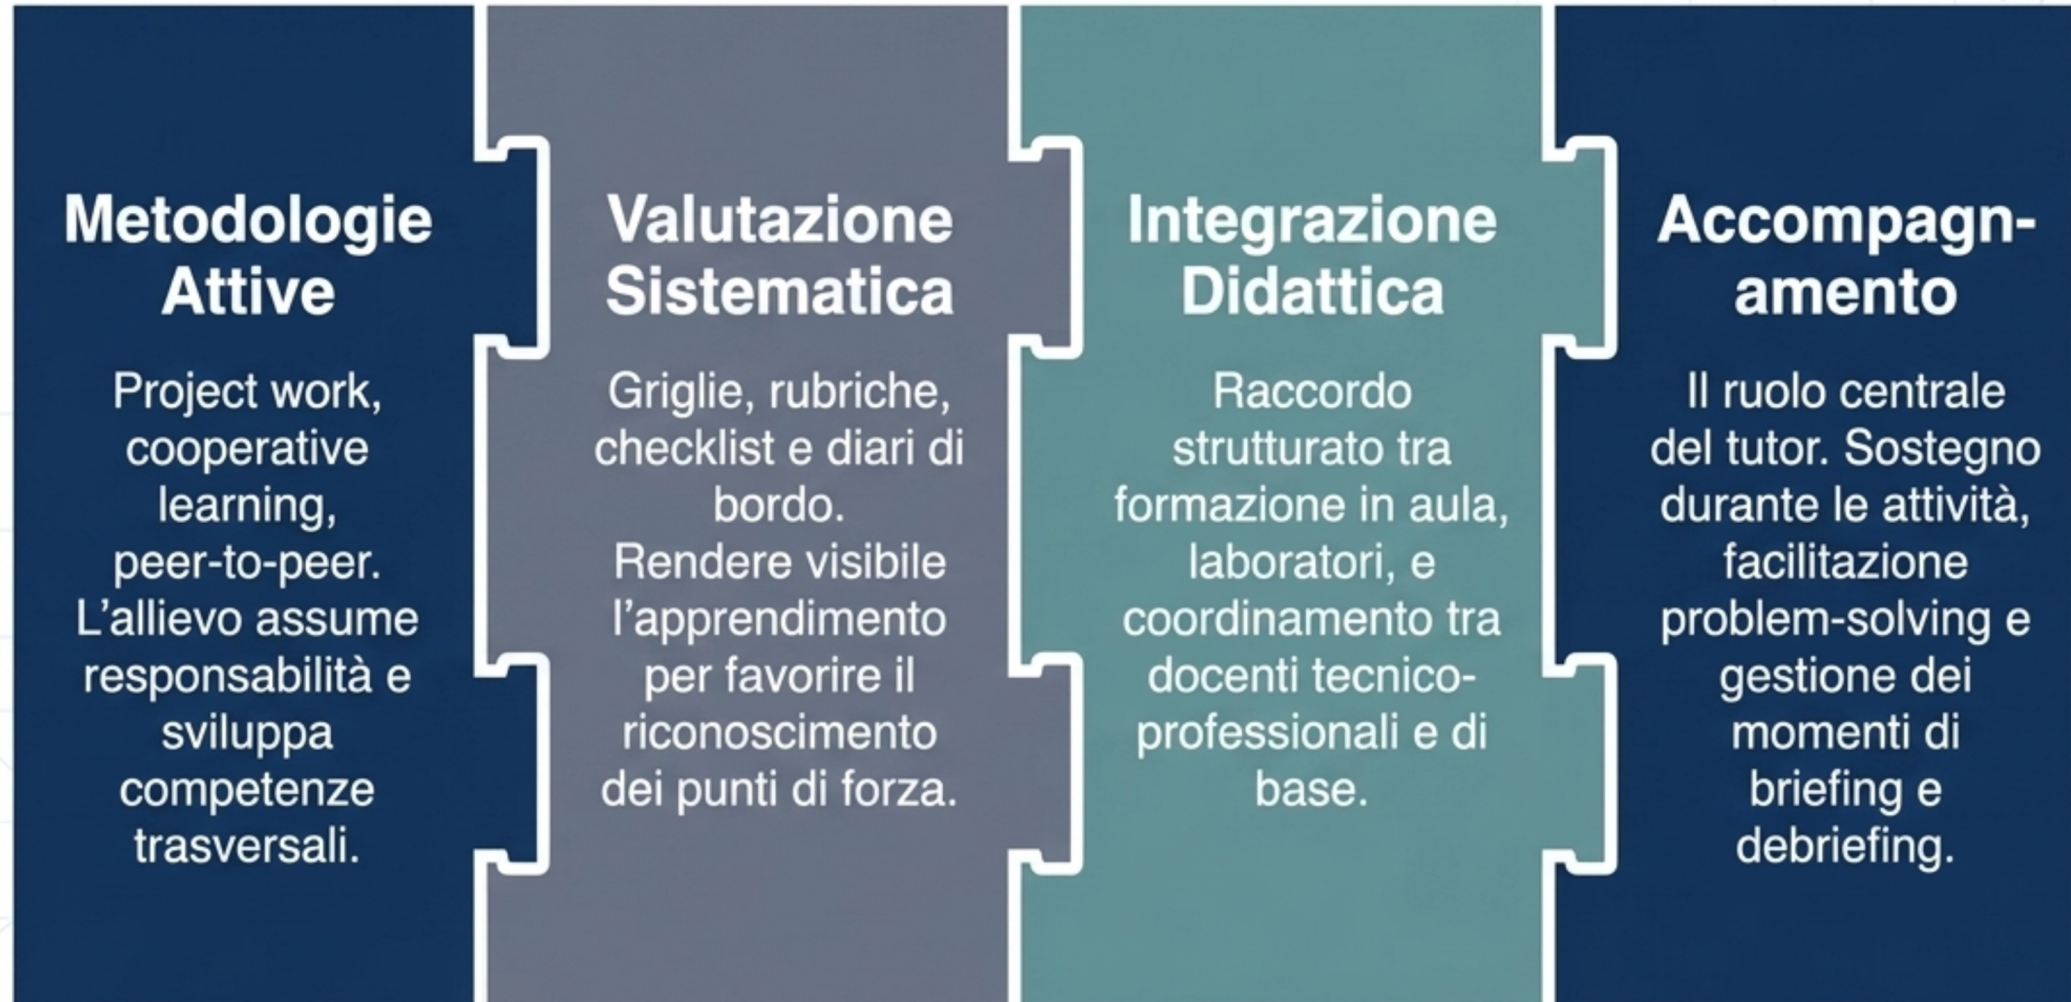 Metodologie
Attive
Project work,
cooperative
learning,
peer-to-peer.
L’allievo assume
responsabilità e
sviluppa
competenze
trasversali.
Valutazione
Sistematica
Griglie, rubriche,
checklist e diari di
bordo.
Rendere visibile
l’apprendimento
per favorire il
riconoscimento
dei punti di forza.
Integrazione
Didattica
Raccordo
strutturato tra
formazione in aula,
laboratori, e
coordinamento tra
docenti tecnico-
professionali e di
base.
Accompagn-
amento
Il ruolo centrale
del tutor. Sostegno
durante le attività,
facilitazione
problem-solving e
gestione dei
momenti di
briefing e
debriefing.